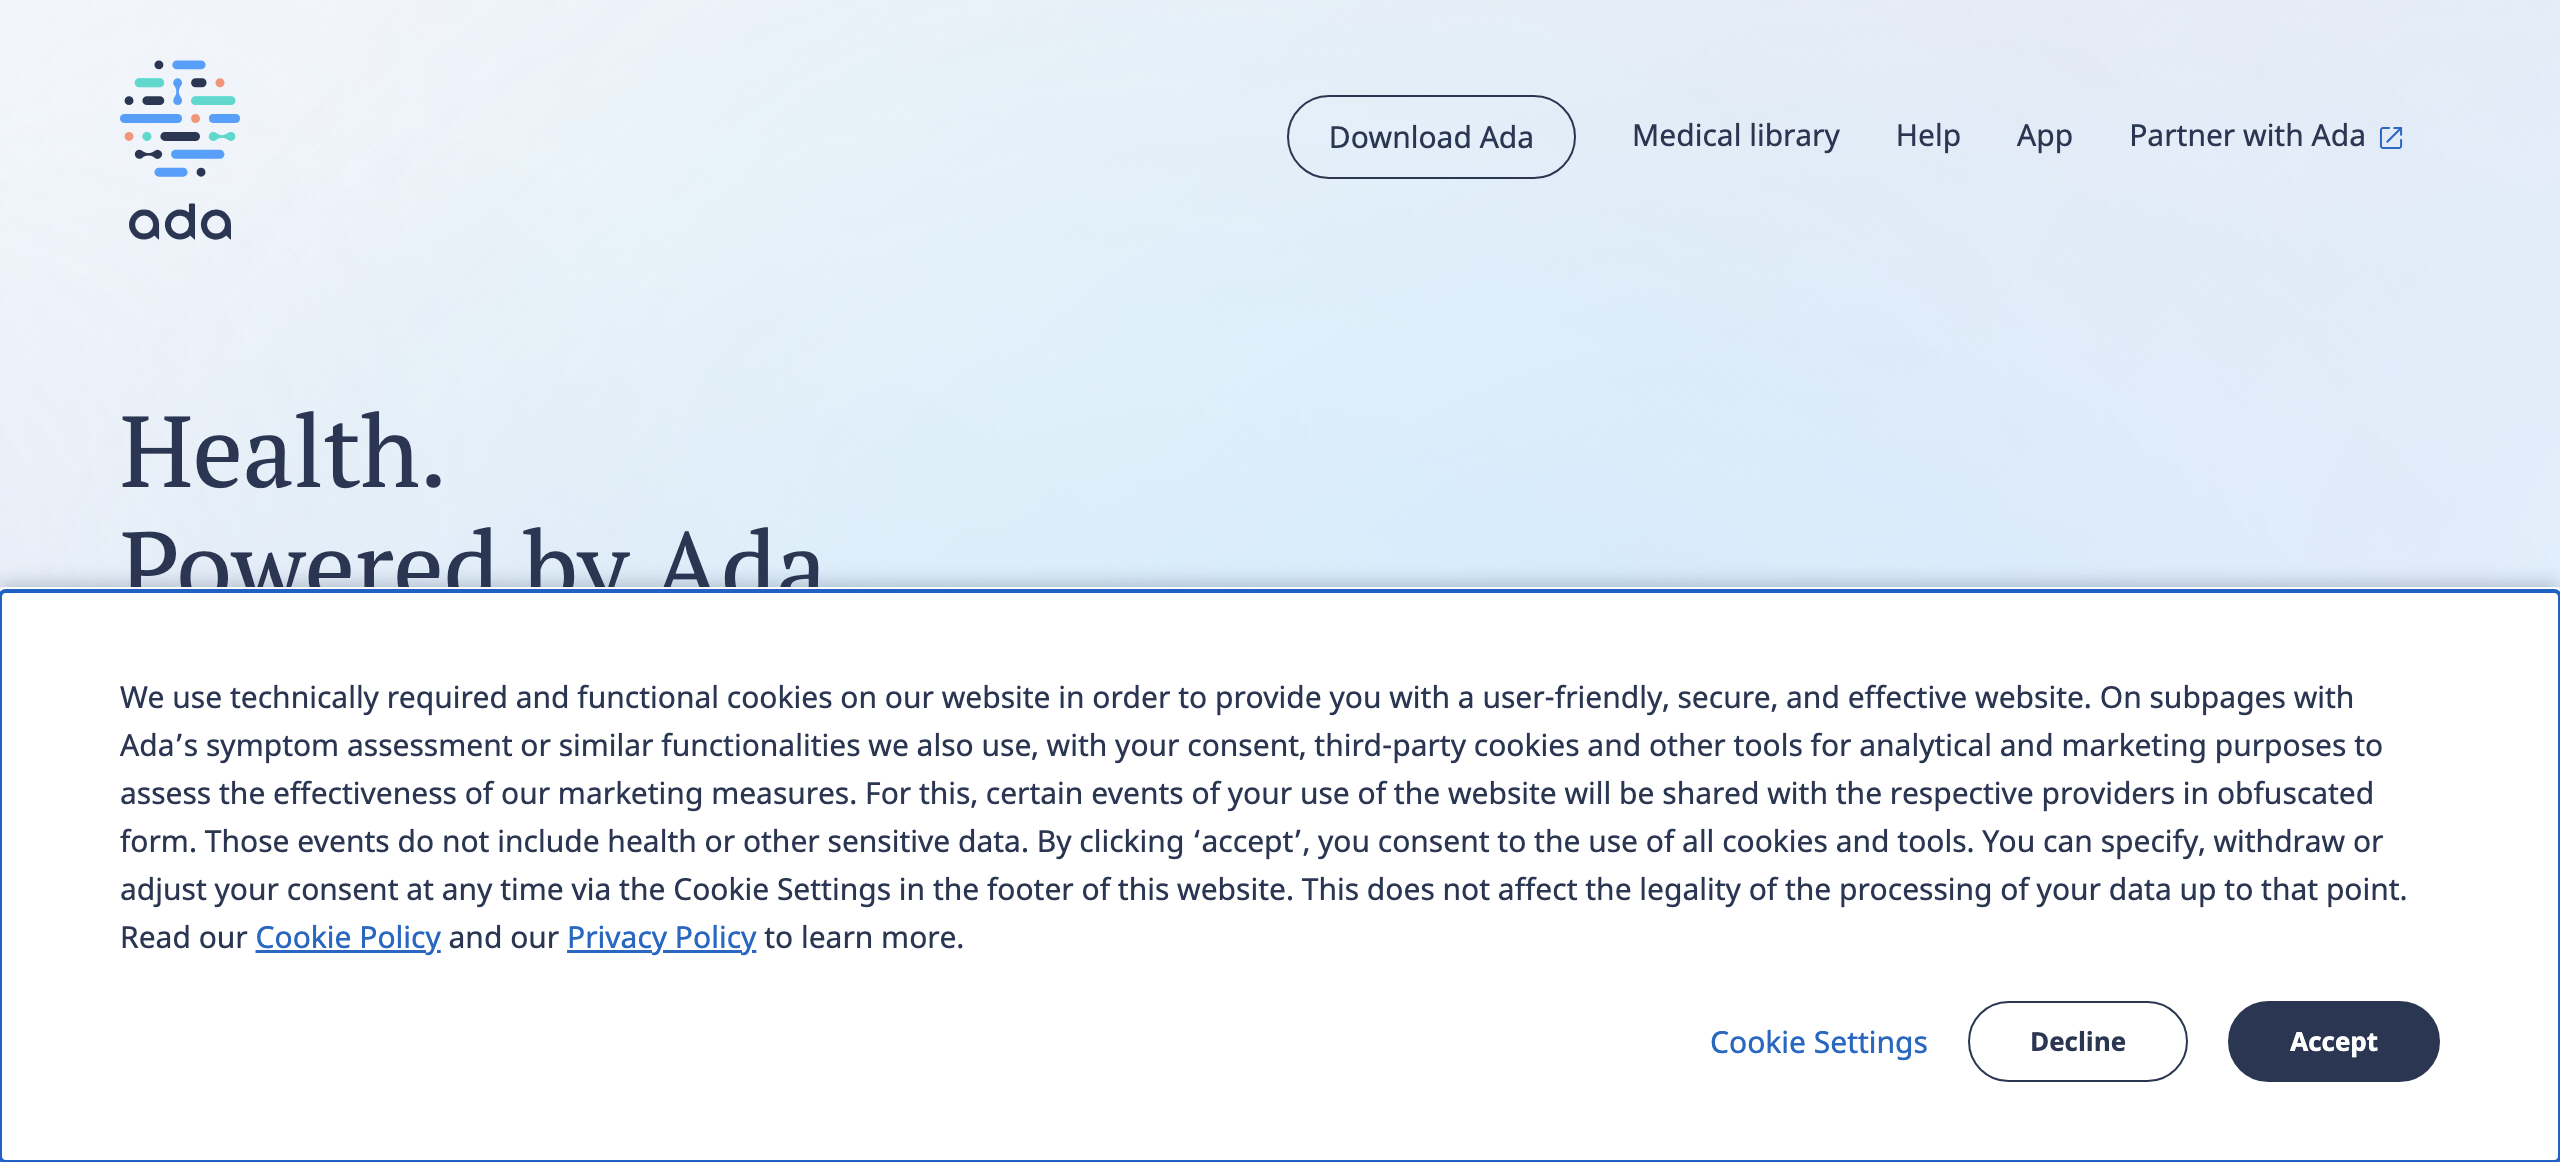 ada
Download Ada
Medical library
Help
App
Partner with Ada
Health.
Powered by Ada
We use technically required and functional cookies on our website in order to provide you with a user-friendly, secure, and effective website. On subpages with
Ada’s symptom assessment or similar functionalities we also use, with your consent, third-party cookies and other tools for analytical and marketing purposes to
assess the effectiveness of our marketing measures. For this, certain events of your use of the website will be shared with the respective providers in obfuscated
form. Those events do not include health or other sensitive data. By clicking ‘accept’, you consent to the use of all cookies and tools. You can specify, withdraw or
adjust your consent at any time via the Cookie Settings in the footer of this website. This does not affect the legality of the processing of your data up to that point.
Read our Cookie Policy and our Privacy Policy to learn more.
Cookie Settings
Decline
Accept